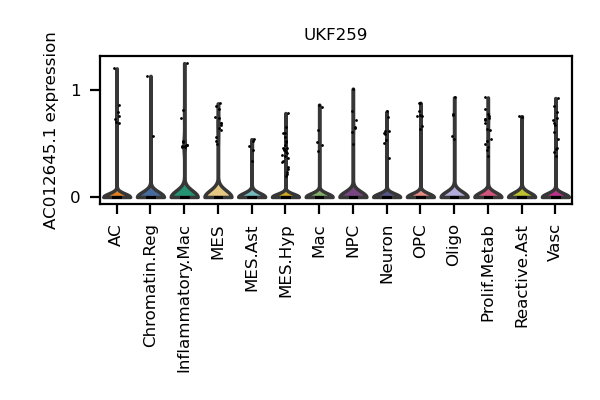 UKF259
AC012645.1 expression
1
0
AC
Chromatin.Reg
Inflammatory.Mac
MES
MES.Ast
MES.Hyp
Mac
NPC
Neuron
OPC
Oligo
Prolif.Metab
Reactive.Ast
Vasc